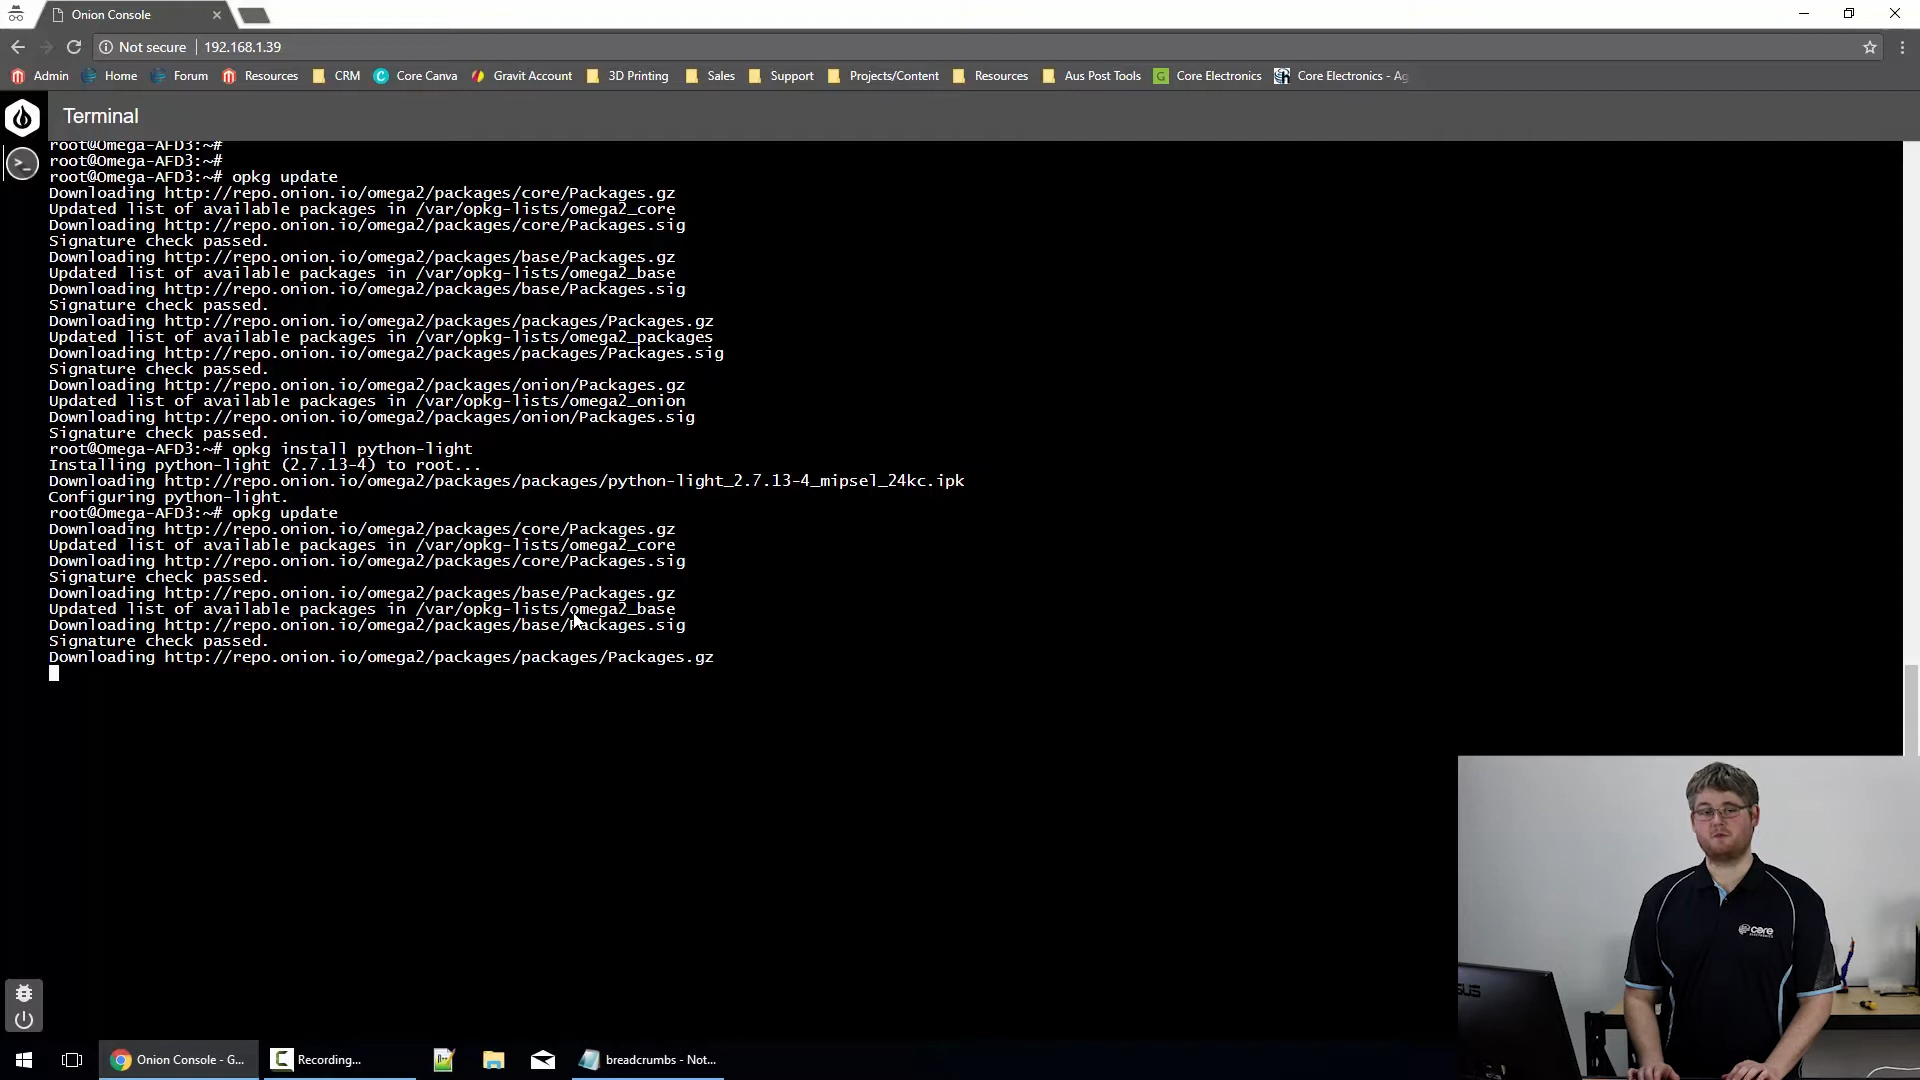 Onion Console
Not secure
192.168.1.39
Admin
Home
Forum
Resources
CRM
Core Canva
Gravit Account
3D Printing
Sales
Support
Projects/Content
Resources
Aus Post Tools
Core Electronics
Core Electronics - Ag
Terminal
root@Omega-AFD3:~#
root@Omega-AFD3:~#
root@Omega-AFD3:~# opkg update
Downloading http://repo.onion.io/omega2/packages/core/Packages.gz
Updated list of available packages in /var/opkg-lists/omega2_core
Downloading http://repo.onion.io/omega2/packages/core/Packages.sig
Signature check passed.
Downloading http://repo.onion.io/omega2/packages/base/Packages.gz
Updated list of available packages in /var/opkg-lists/omega2_base
Downloading http://repo.onion.io/omega2/packages/base/Packages.sig
Signature check passed.
Downloading http://repo.onion.io/omega2/packages/packages/Packages.gz
Updated list of available packages in /var/opkg-lists/omega2_packages
Downloading http://repo.onion.io/omega2/packages/packages/Packages.sig
Signature check passed.
Downloading http://repo.onion.io/omega2/packages/onion/Packages.gz
Updated list of available packages in /var/opkg-lists/omega2_onion
Downloading http://repo.onion.io/omega2/packages/onion/Packages.sig
Signature check passed.
root@Omega-AFD3:~# opkg install python-light
Installing python-light (2.7.13-4) to root...
Downloading http://repo.onion.io/omega2/packages/packages/python-light_2.7.13-4_mipsel_24kc.ipk
Configuring python-light.
root@Omega-AFD3:~# opkg update
Downloading http://repo.onion.io/omega2/packages/core/Packages.gz
Updated list of available packages in /var/opkg-lists/omega2_core
Downloading http://repo.onion.io/omega2/packages/core/Packages.sig
Signature check passed.
Downloading http://repo.onion.io/omega2/packages/base/Packages.gz
Updated list of available packages in /var/opkg-lists/omega2_base
Downloading http://repo.onion.io/omega2/packages/base/Packages.sig
Signature check passed.
Downloading http://repo.onion.io/omega2/packages/packages/Packages.gz
core
ELECTRONICS
Onion Console - G...
Recording...
breadcrumbs - Not...